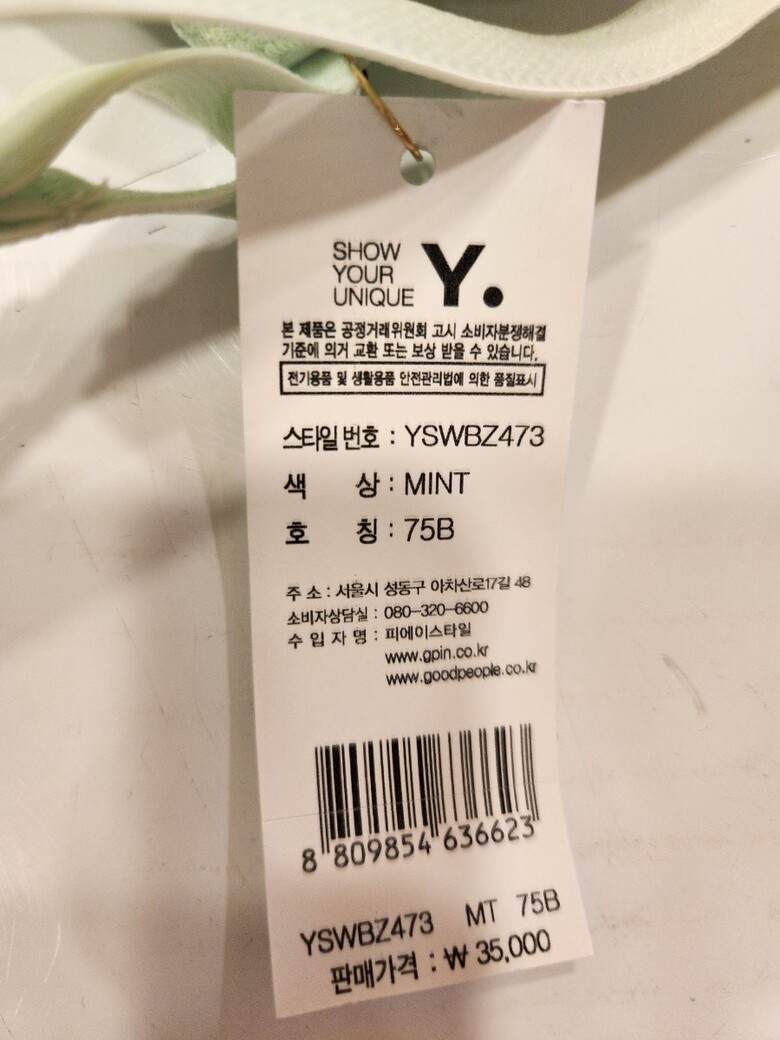 SHOW
YOUR
UNIQUE
Y.
본 제품은 공정거래위원회 고시 소비자분쟁해결
기준에 의거 교환 또는 보상 받을 수 있습니다.
전기용품 및 생활용품 안전관리법에 의한 품질표시
스타일 번호 : YSWBZ473
색 상 : MINT
호 칭 : 75B
주 소 : 서울시 성동구 아차산로17길 48
소비자상담실 : 080-320-6600
수 입 자 명 : 피에이스타일
www.gpin.co.kr
www.goodpeople.co.kr
8 809854 636623
YSWBZ473 MT 75B
판매가격 : ₩ 35,000